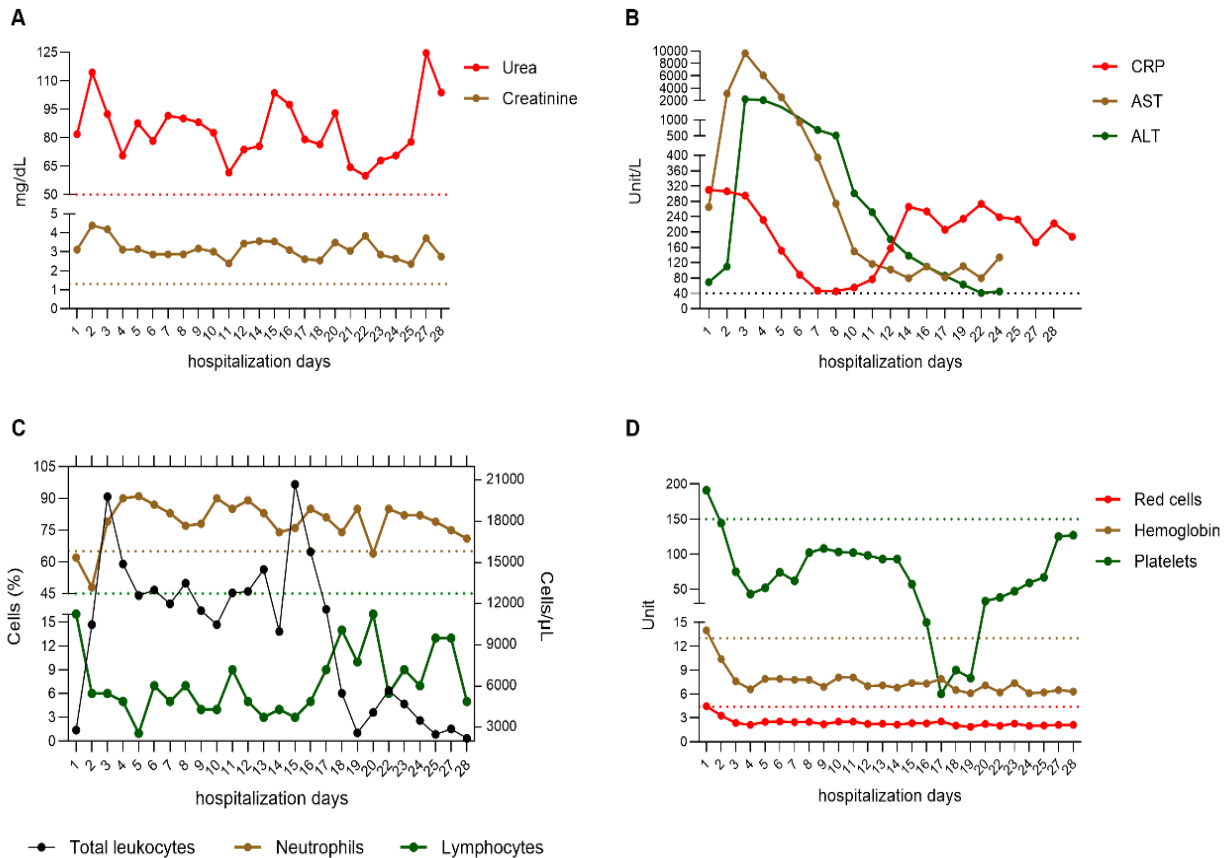 A
125
110
95
80
65
50
5
4
3
2
1
0
mg/dL
1 2 3 4 5 6 7 8 9 10 11 12 14 15 16 17 18 20 21 22 23 24 25 27 28
hospitalization days
Urea
Creatinine
B
10000
8000
6000
4000
2000
1000
500
400
360
320
280
240
200
160
120
80
40
0
Unit/L
1 2 3 4 5 6 7 8 10 11 12 14 16 17 19 22 24 25 27 28
hospitalization days
CRP
AST
ALT
C
105
90
75
60
45
15
12
9
6
3
0
Cells (%)
21000
18000
15000
12000
9000
6000
3000
Cells/μL
1 2 3 4 5 6 7 8 9 10 11 12 13 14 15 16 17 18 19 20 22 23 24 25 27 28
hospitalization days
Total leukocytes
Neutrophils
Lymphocytes
D
200
150
100
50
15
12
9
6
3
0
Unit
1 2 3 4 5 6 7 8 9 10 11 12 13 14 15 16 17 18 19 20 22 23 24 25 27 28
hospitalization days
Red cells
Hemoglobin
Platelets